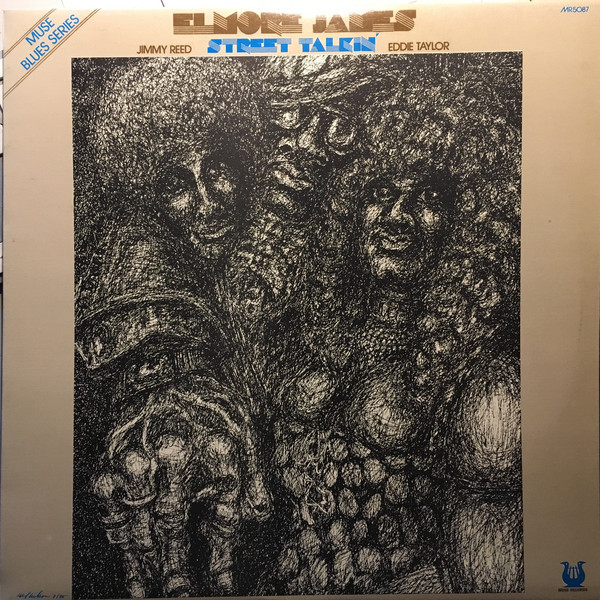 MUSE
BLUES SERIES
ELMORE JAMES
MR5087
JIMMY REED STREET TALKIN' EDDIE TAYLOR